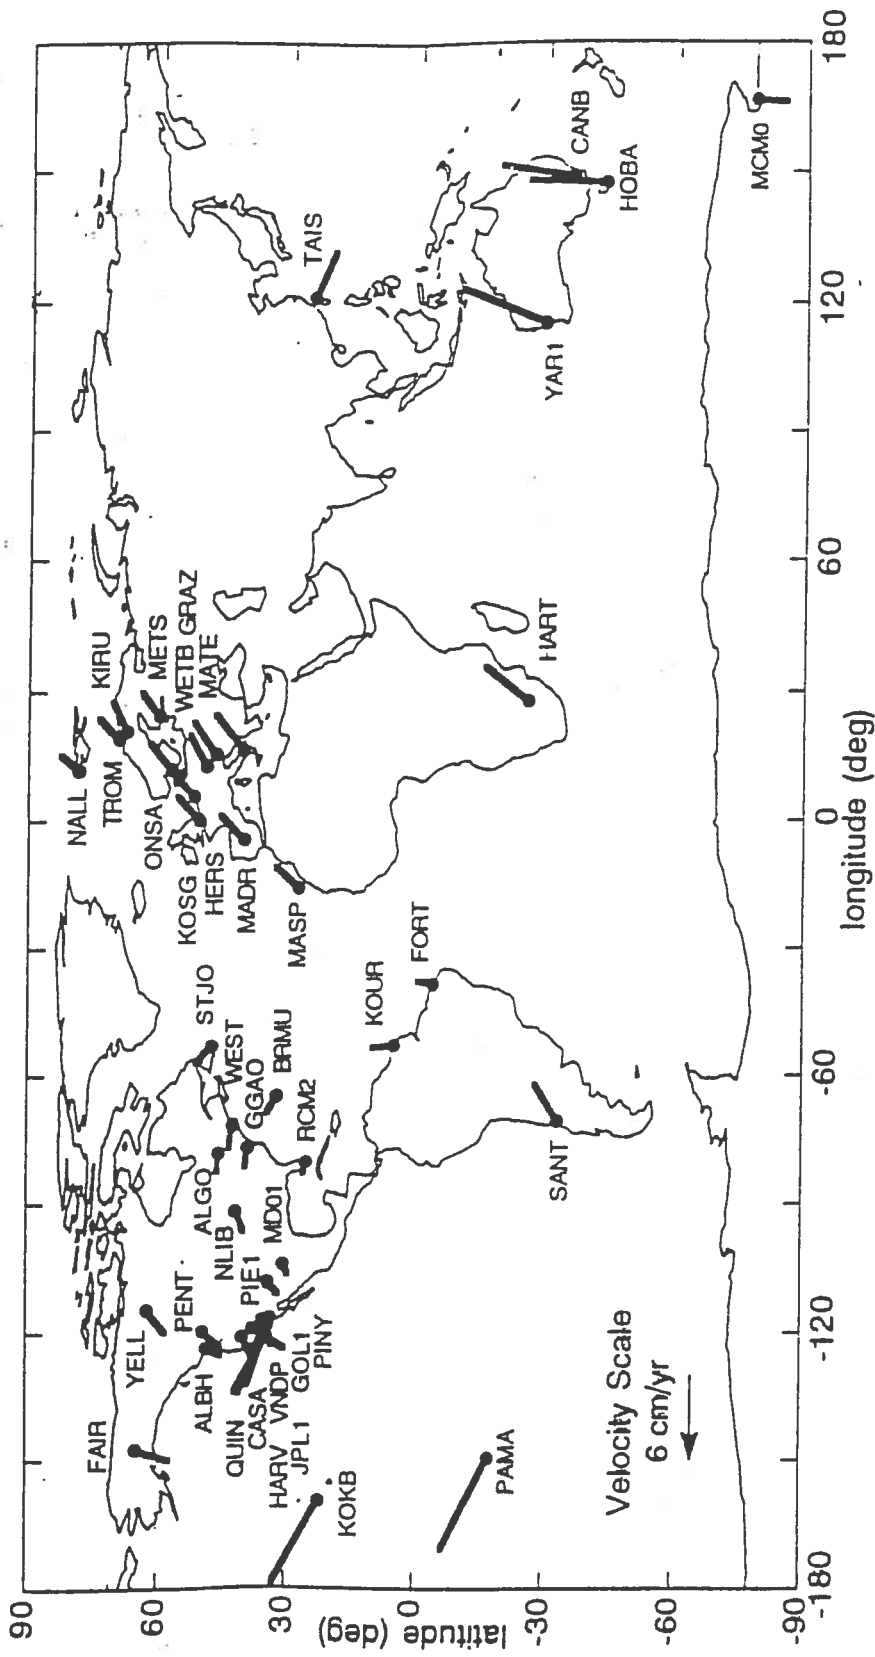 90
60
30
0
-30
-60
-90
latitude (deg)
-180
-120
-60
0
60
120
180
longitude (deg)
NALL
KIRU
TROM
METS
ONSA
WETB
GRAZ
MATE
KOSG
HERS
MADR
MASP
HART
TAIS
YAR1
CANB
HOBA
MCM0
STJO
WEST
GGAO
BRMU
RCM2
ALGO
NLIB
MD01
PIE1
KOUR
FORT
SANT
FAIR
YELL
PENT
ALBH
QUIN
CASA
HARV
VNDP
JPL1
GOL1
PINY
KOKB
PAMA
Velocity Scale
6 cm/yr